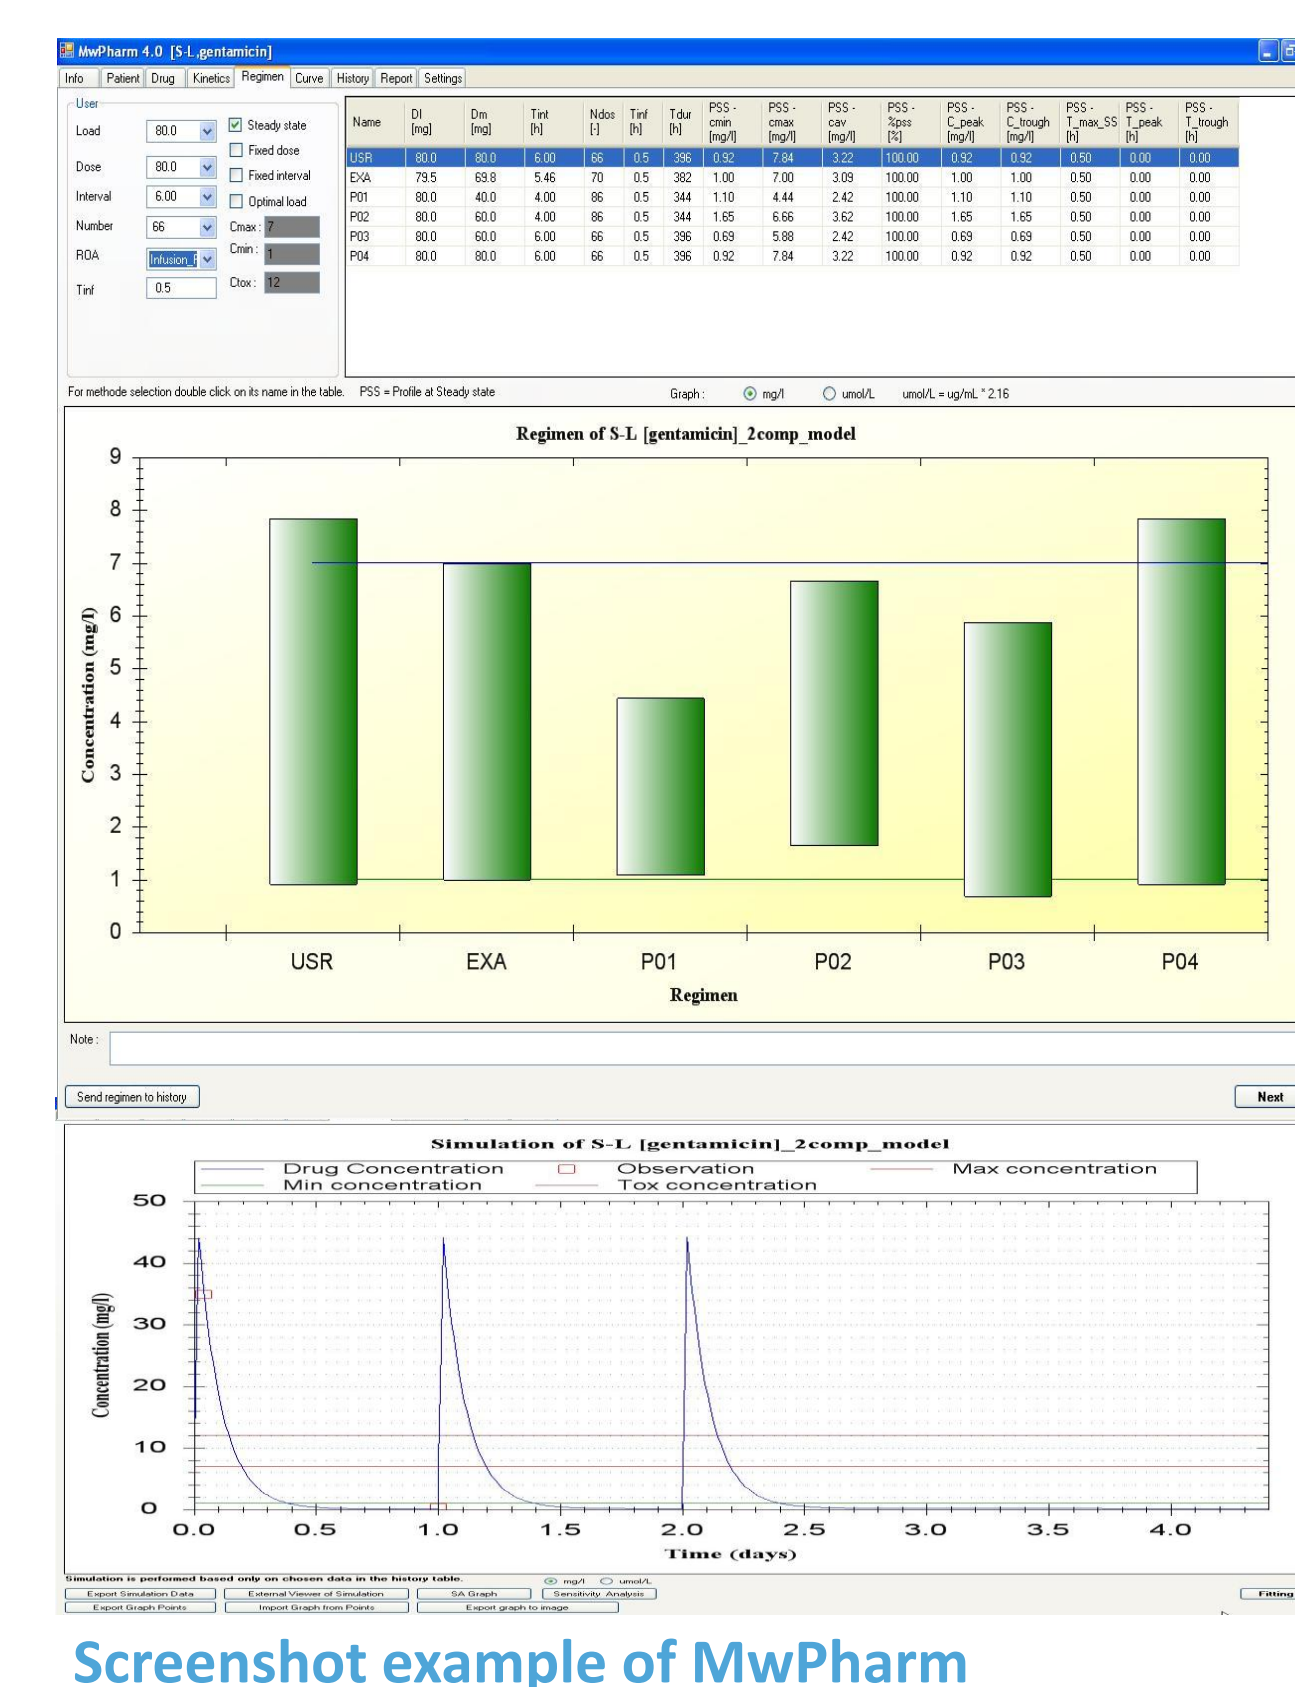 MwPharm 4.0 [S-L,gentamicin]
Info Patient Drug Kinetics Regimen Curve History Report Settings
User
Load 80.0 Steady state
Fixed dose
Dose 80.0 Fixed interval
Interval 6.00 Optimal load
Number 66 Cmax : 7
ROA Infusion_F Cmin : 1
Tinf 0.5 Ctox : 12
Name Dl [mg] Dm [mg] Tint [h] Ndos [-] Tinf [h] Tdur [h] PSS - cmin [mg/l] PSS - cmax [mg/l] PSS - cav [mg/l] PSS - %pss [%] PSS - C_peak [mg/l] PSS - C_trough [mg/l] PSS - T_max_SS [h] PSS - T_peak [h] PSS - T_trough [h]
USR 80.0 80.0 6.00 66 0.5 396 0.92 7.84 3.22 100.00 0.92 0.92 0.50 0.00 0.00
EXA 79.5 69.8 5.46 70 0.5 382 1.00 7.00 3.09 100.00 1.00 1.00 0.50 0.00 0.00
P01 80.0 40.0 4.00 86 0.5 344 1.10 4.44 2.42 100.00 1.10 1.10 0.50 0.00 0.00
P02 80.0 60.0 4.00 86 0.5 344 1.65 6.66 3.62 100.00 1.65 1.65 0.50 0.00 0.00
P03 80.0 60.0 6.00 66 0.5 396 0.69 5.88 2.42 100.00 0.69 0.69 0.50 0.00 0.00
P04 80.0 80.0 6.00 66 0.5 396 0.92 7.84 3.22 100.00 0.92 0.92 0.50 0.00 0.00
For methode selection double click on its name in the table. PSS = Profile at Steady state Graph : mg/l umol/L umol/L = ug/mL * 2.16
Regimen of S-L [gentamicin]_2comp_model
9
8
7
6
5
4
3
2
1
0
Concentration (mg/l)
USR EXA P01 P02 P03 P04
Regimen
Note :
Send regimen to history Next
Simulation of S-L [gentamicin]_2comp_model
Drug Concentration Observation Max concentration
Min concentration Tox concentration
50
40
30
20
10
0
Concentration (mg/l)
0.0 0.5 1.0 1.5 2.0 2.5 3.0 3.5 4.0
Time (days)
Simulation is performed based only on chosen data in the history table. mg/l umol/L
Export Simulation Data External Viewer of Simulation SA Graph Sensitivity Analysis Fitting
Export Graph Points Import Graph from Points Export graph to image
Screenshot example of MwPharm